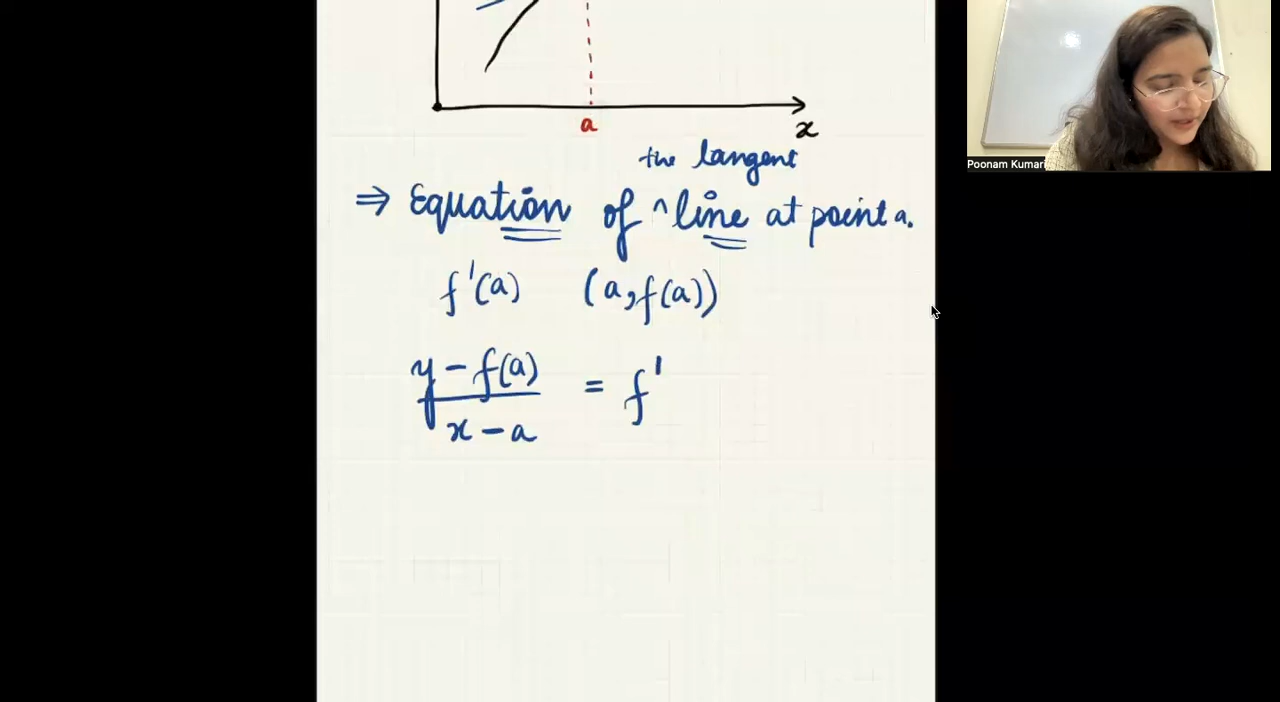 a
x
the tangent
⇒ Equation of ^ line at point a.
f'(a) (a, f(a))
y - f(a)
x - a
= f'
Poonam Kumari